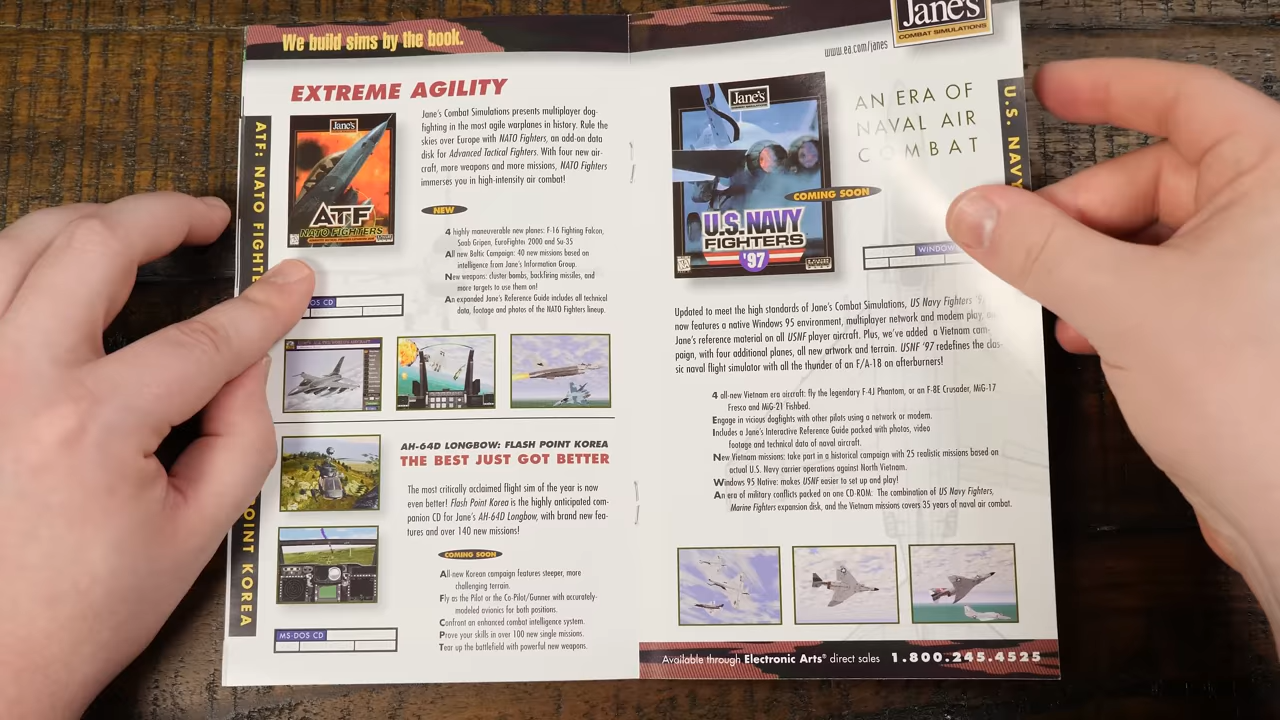 We build sims by the book.
EXTREME AGILITY
Jane's
ATF
NATO FIGHTERS
Jane's Combat Simulations presents multiplayer dog-
fighting in the most agile warplanes in history. Rule the
skies over Europe with NATO Fighters, an add-on data
disk for Advanced Tactical Fighters. With four new air-
craft, more weapons and more missions, NATO Fighters
immerses you in high-intensity air combat!
NEW
4 highly maneuverable new planes: F-16 Fighting Falcon,
Saab Gripen, EuroFighter 2000 and Su-35
All new Baltic Campaign: 40 new missions based on
intelligence from Jane's Information Group.
New weapons: cluster bombs, backfiring missiles, and
more targets to use them on!
An expanded Jane's Reference Guide includes all technical
data, footage and photos of the NATO Fighters lineup.
OS CD
ATF: NATO FIGHTE
AH-64D LONGBOW: FLASH POINT KOREA
THE BEST JUST GOT BETTER
The most critically acclaimed flight sim of the year is now
even better! Flash Point Korea is the highly anticipated com-
panion CD for Jane's AH-64D Longbow, with brand new fea-
tures and over 140 new missions!
COMING SOON
All-new Korean campaign features steeper, more
challenging terrain.
Fly as the Pilot or the Co-Pilot/Gunner with accurately-
modeled avionics for both positions.
Confront an enhanced combat intelligence system.
Prove your skills in over 100 new single missions.
Tear up the battlefield with powerful new weapons.
MS-DOS CD
OINT KOREA
Jane's
COMBAT SIMULATIONS
www.ea.com/janes
AN ERA OF
NAVAL AIR
COMBAT
Jane's
U.S. NAVY
FIGHTERS
'97
COMING SOON
WINDOW
U.S. NAVY
Updated to meet the high standards of Jane's Combat Simulations, US Navy Fighters '9
now features a native Windows 95 environment, multiplayer network and modem play,
Jane's reference material on all USNF player aircraft. Plus, we've added a Vietnam cam-
paign, with four additional planes, all new artwork and terrain. USNF '97 redefines the clas-
sic naval flight simulator with all the thunder of an F/A-18 on afterburners!
4 all-new Vietnam era aircraft: fly the legendary F-4J Phantom, or an F-8E Crusader, MiG-17
Fresco and MiG-21 Fishbed.
Engage in vicious dogfights with other pilots using a network or modem.
Includes a Jane's Interactive Reference Guide packed with photos, video
footage and technical data of naval aircraft.
New Vietnam missions: take part in a historical campaign with 25 realistic missions based on
actual U.S. Navy carrier operations against North Vietnam.
Windows 95 Native: makes USNF easier to set up and play!
An era of military conflicts packed on one CD-ROM: The combination of US Navy Fighters,
Marine Fighters expansion disk, and the Vietnam missions covers 35 years of naval air combat.
Available through Electronic Arts® direct sales 1.800.245.4525